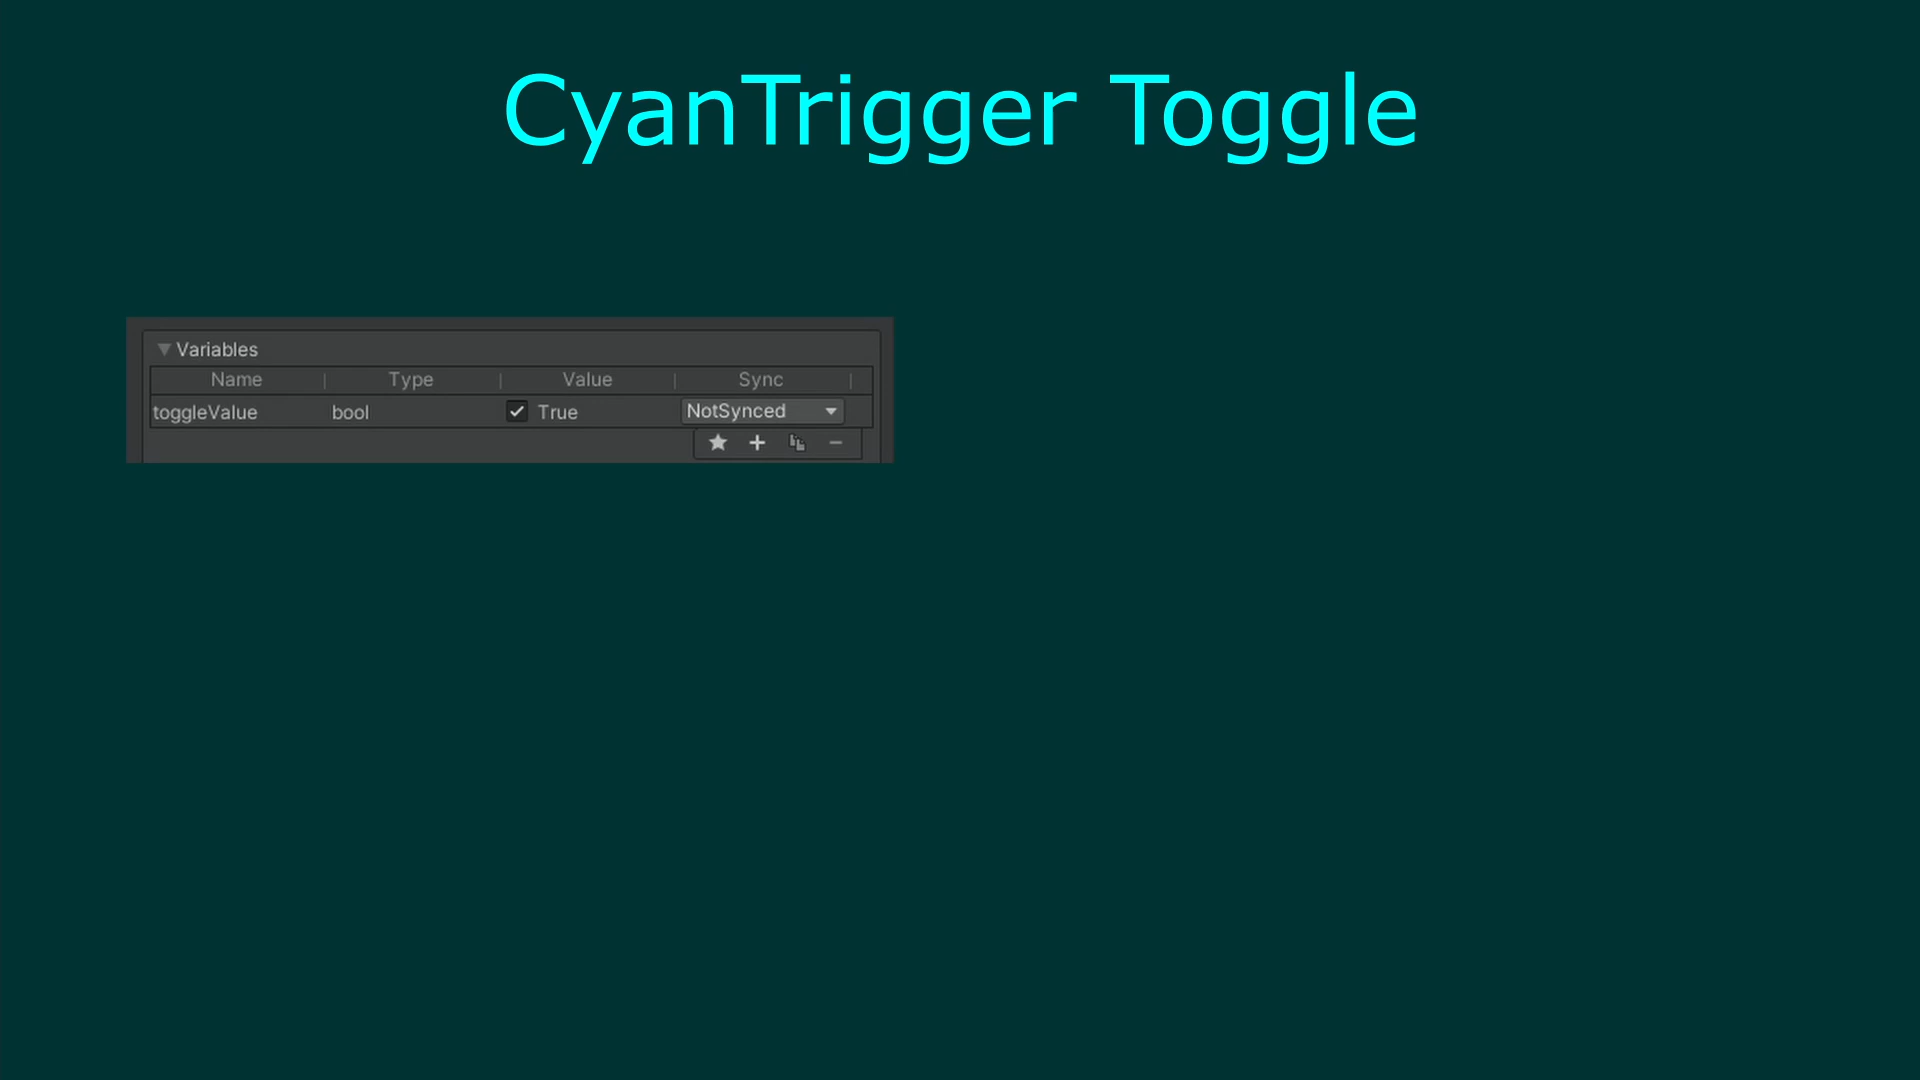 CyanTrigger Toggle
Variables
Name | Type | Value | Sync |
toggleValue bool True NotSynced